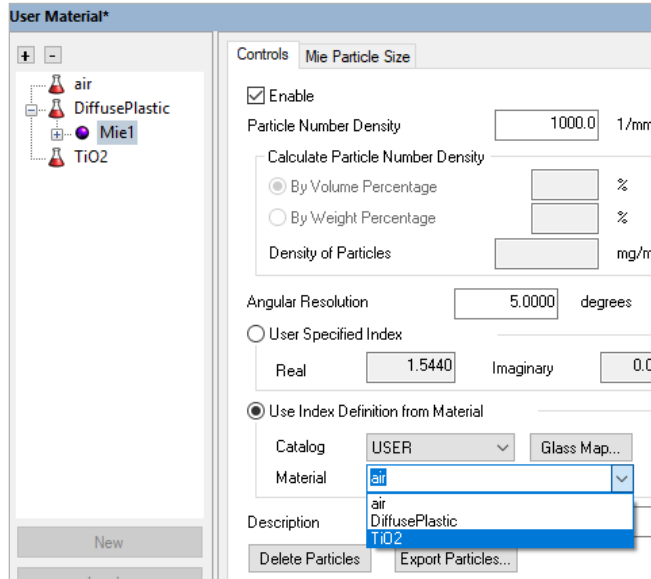 User Material*
+ -
air
DiffusePlastic
Mie1
TiO2
New
Controls Mie Particle Size
Enable
Particle Number Density 1000.0 1/mm
Calculate Particle Number Density
By Volume Percentage %
By Weight Percentage %
Density of Particles mg/m
Angular Resolution 5.0000 degrees
User Specified Index
Real 1.5440 Imaginary 0.0
Use Index Definition from Material
Catalog USER Glass Map...
Material air
air
DiffusePlastic
TiO2
Description
Delete Particles Export Particles...